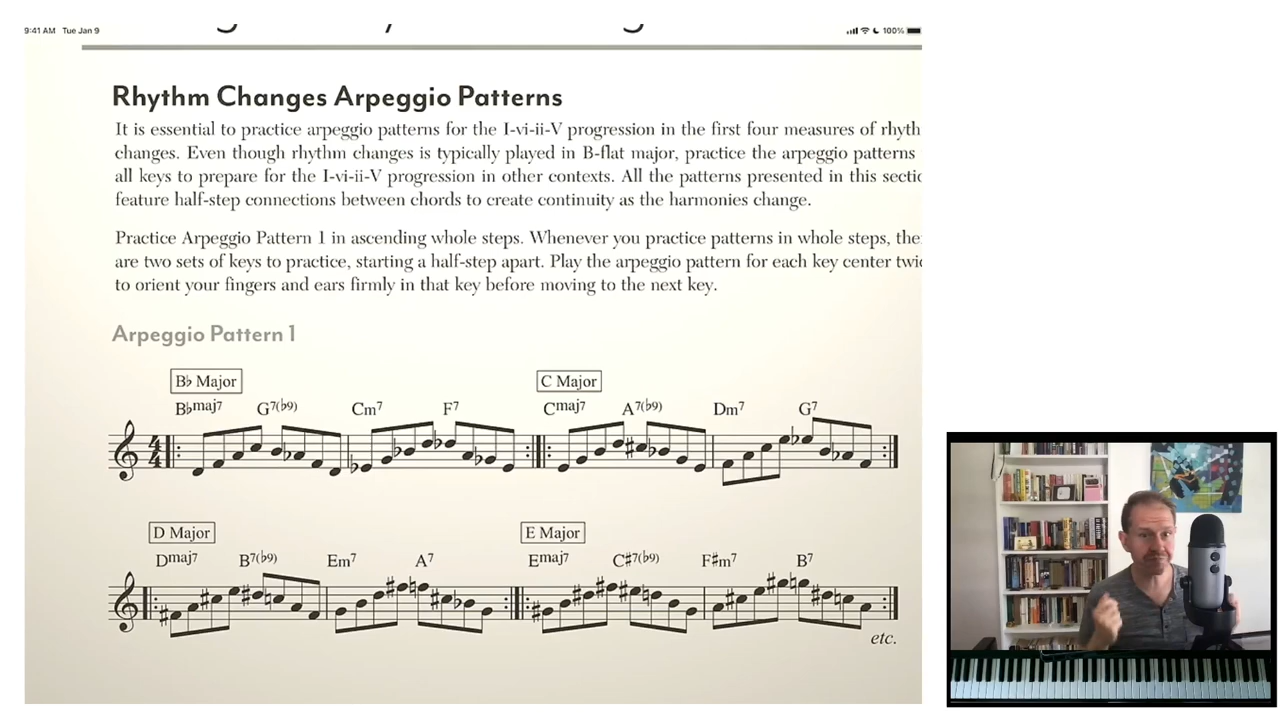 9:41 AM Tue Jan 9
100%
Rhythm Changes Arpeggio Patterns
It is essential to practice arpeggio patterns for the I-vi-ii-V progression in the first four measures of rhyth
changes. Even though rhythm changes is typically played in B-flat major, practice the arpeggio patterns
all keys to prepare for the I-vi-ii-V progression in other contexts. All the patterns presented in this sectio
feature half-step connections between chords to create continuity as the harmonies change.
Practice Arpeggio Pattern 1 in ascending whole steps. Whenever you practice patterns in whole steps, the
are two sets of keys to practice, starting a half-step apart. Play the arpeggio pattern for each key center twi
to orient your fingers and ears firmly in that key before moving to the next key.
Arpeggio Pattern 1
B♭ Major C Major
B♭maj7 G7(♭9) Cm7 F7 Cmaj7 A7(♭9) Dm7 G7
4
4
D Major E Major
Dmaj7 B7(♭9) Em7 A7 Emaj7 C#7(♭9) F#m7 B7
etc.